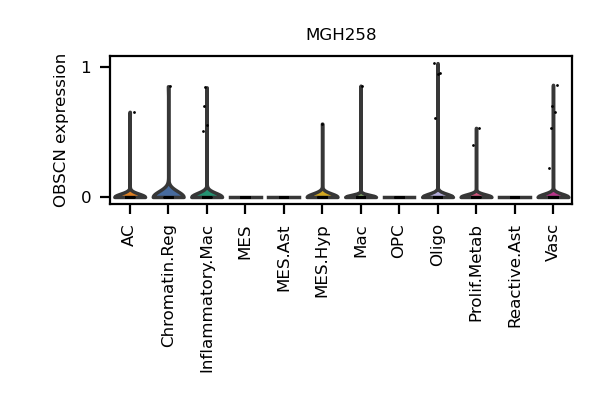 MGH258
OBSCN expression
1
0
AC
Chromatin.Reg
Inflammatory.Mac
MES
MES.Ast
MES.Hyp
Mac
OPC
Oligo
Prolif.Metab
Reactive.Ast
Vasc